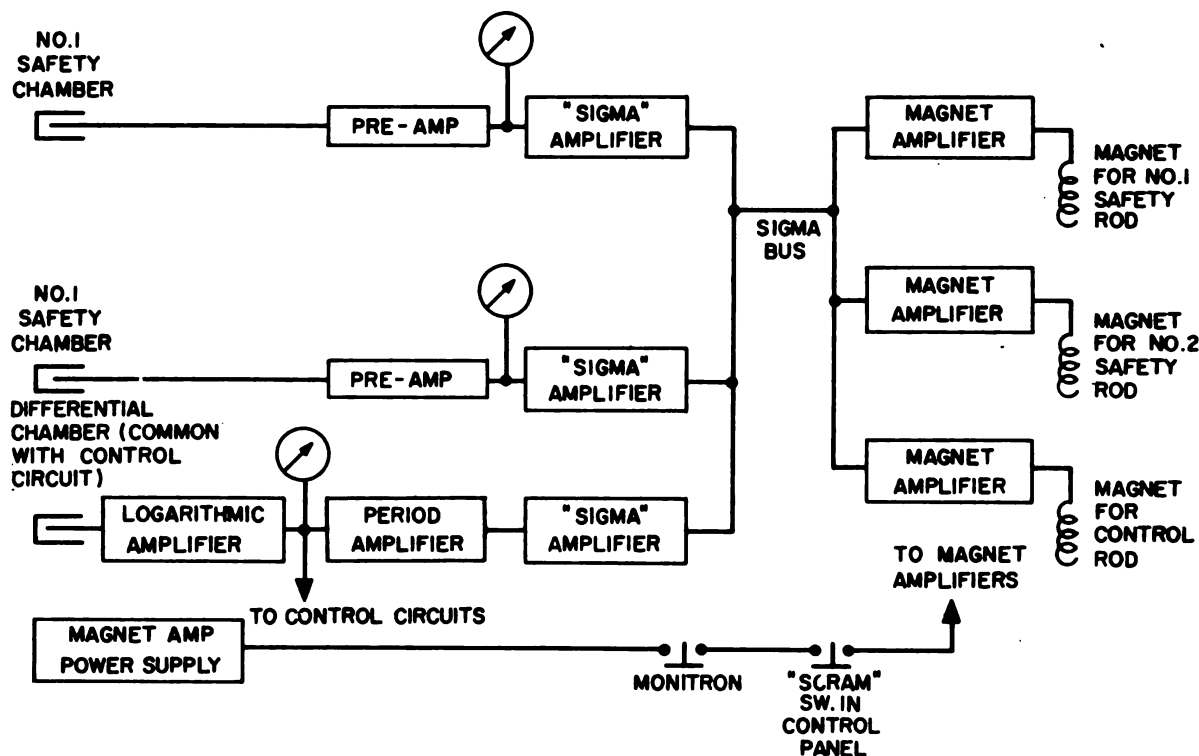 NO.1
SAFETY
CHAMBER
PRE-AMP
"SIGMA"
AMPLIFIER
MAGNET
AMPLIFIER
MAGNET
FOR NO.1
SAFETY
ROD
SIGMA
BUS
NO.1
SAFETY
CHAMBER
PRE-AMP
"SIGMA"
AMPLIFIER
MAGNET
AMPLIFIER
MAGNET
FOR NO.2
SAFETY
ROD
DIFFERENTIAL
CHAMBER (COMMON
WITH CONTROL
CIRCUIT)
LOGARITHMIC
AMPLIFIER
PERIOD
AMPLIFIER
"SIGMA"
AMPLIFIER
MAGNET
AMPLIFIER
MAGNET
FOR
CONTROL
ROD
TO CONTROL CIRCUITS
TO MAGNET
AMPLIFIERS
MAGNET AMP
POWER SUPPLY
MONITRON
"SCRAM"
SW. IN
CONTROL
PANEL